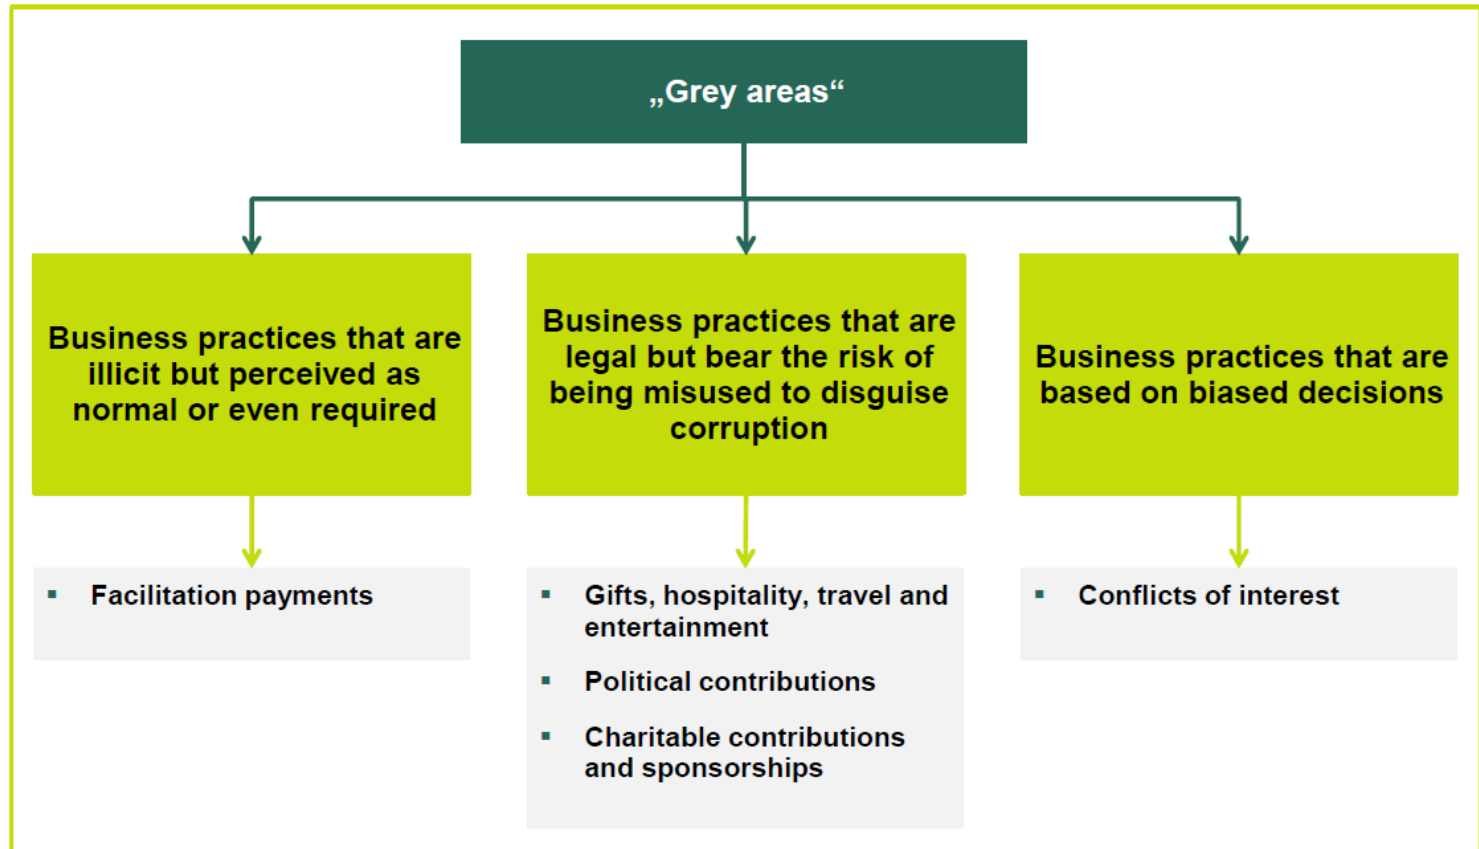 „Grey areas“
Business practices that are
illicit but perceived as
normal or even required
Business practices that are
legal but bear the risk of
being misused to disguise
corruption
Business practices that are
based on biased decisions
▪ Facilitation payments
▪ Gifts, hospitality, travel and
entertainment
▪ Political contributions
▪ Charitable contributions
and sponsorships
▪ Conflicts of interest